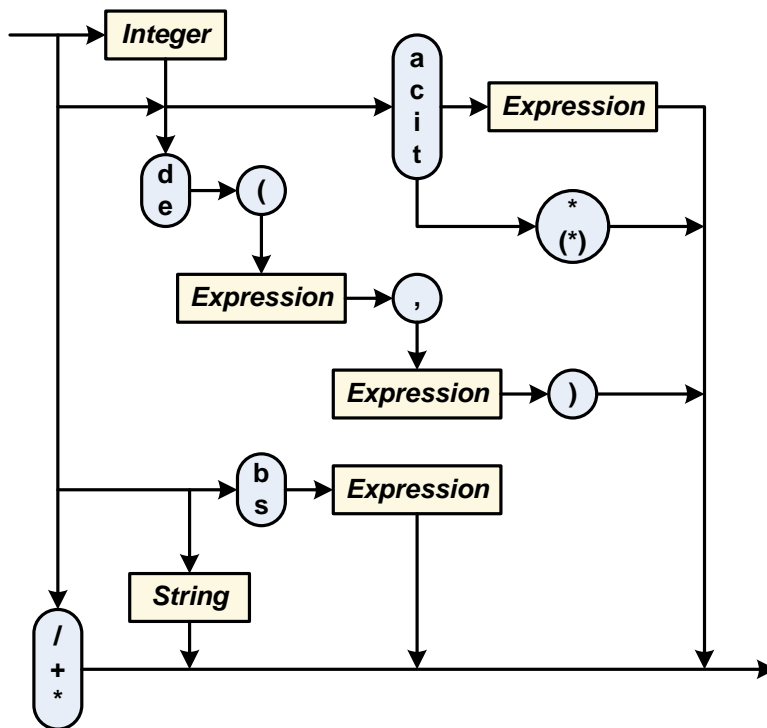 Integer
a
c
i
t
Expression
d
e
(
*
(*)
Expression
,
Expression
)
b
s
Expression
String
/
+
*